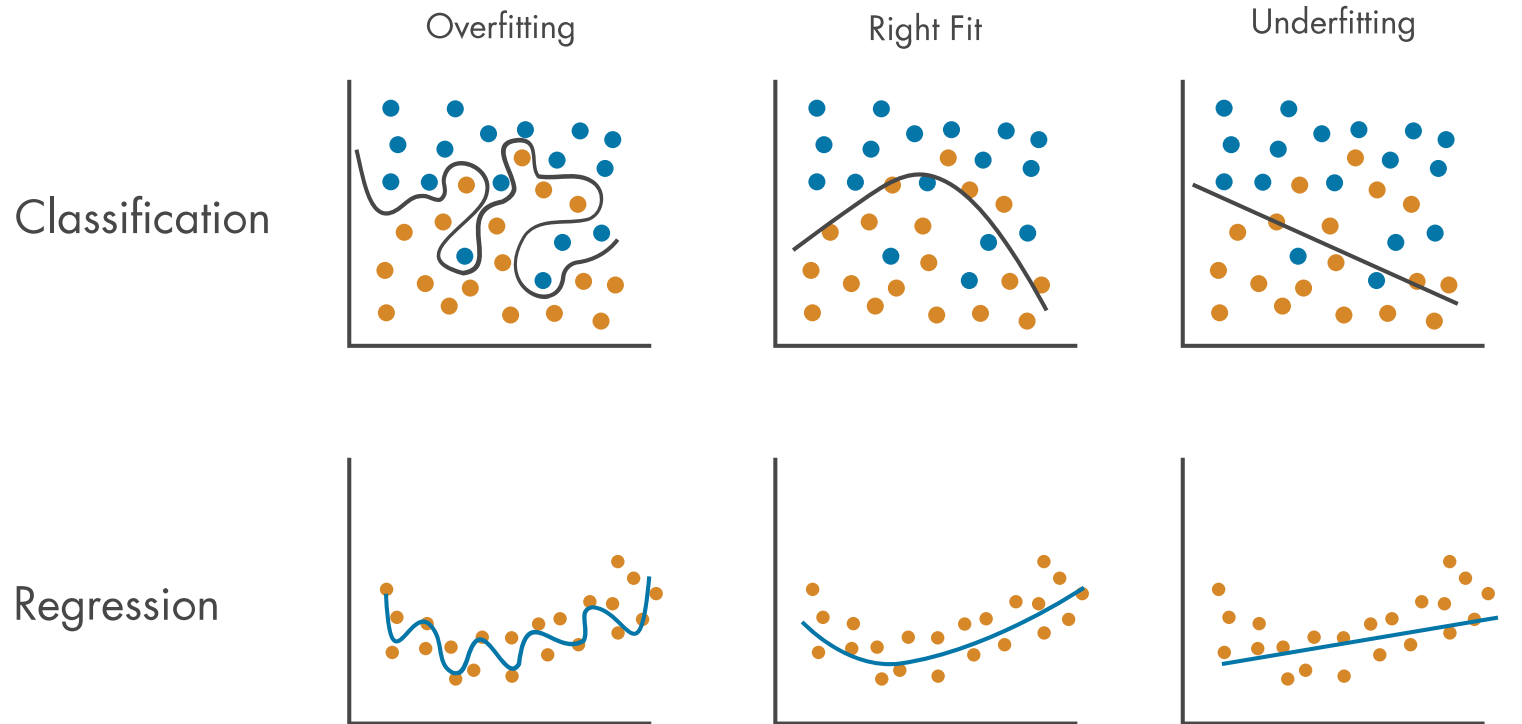 Overfitting
Right Fit
Underfitting
Classification
Regression